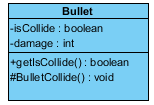 Bullet
-isCollide : boolean
-damage : int
+getIsCollide() : boolean
#BulletCollide() : void